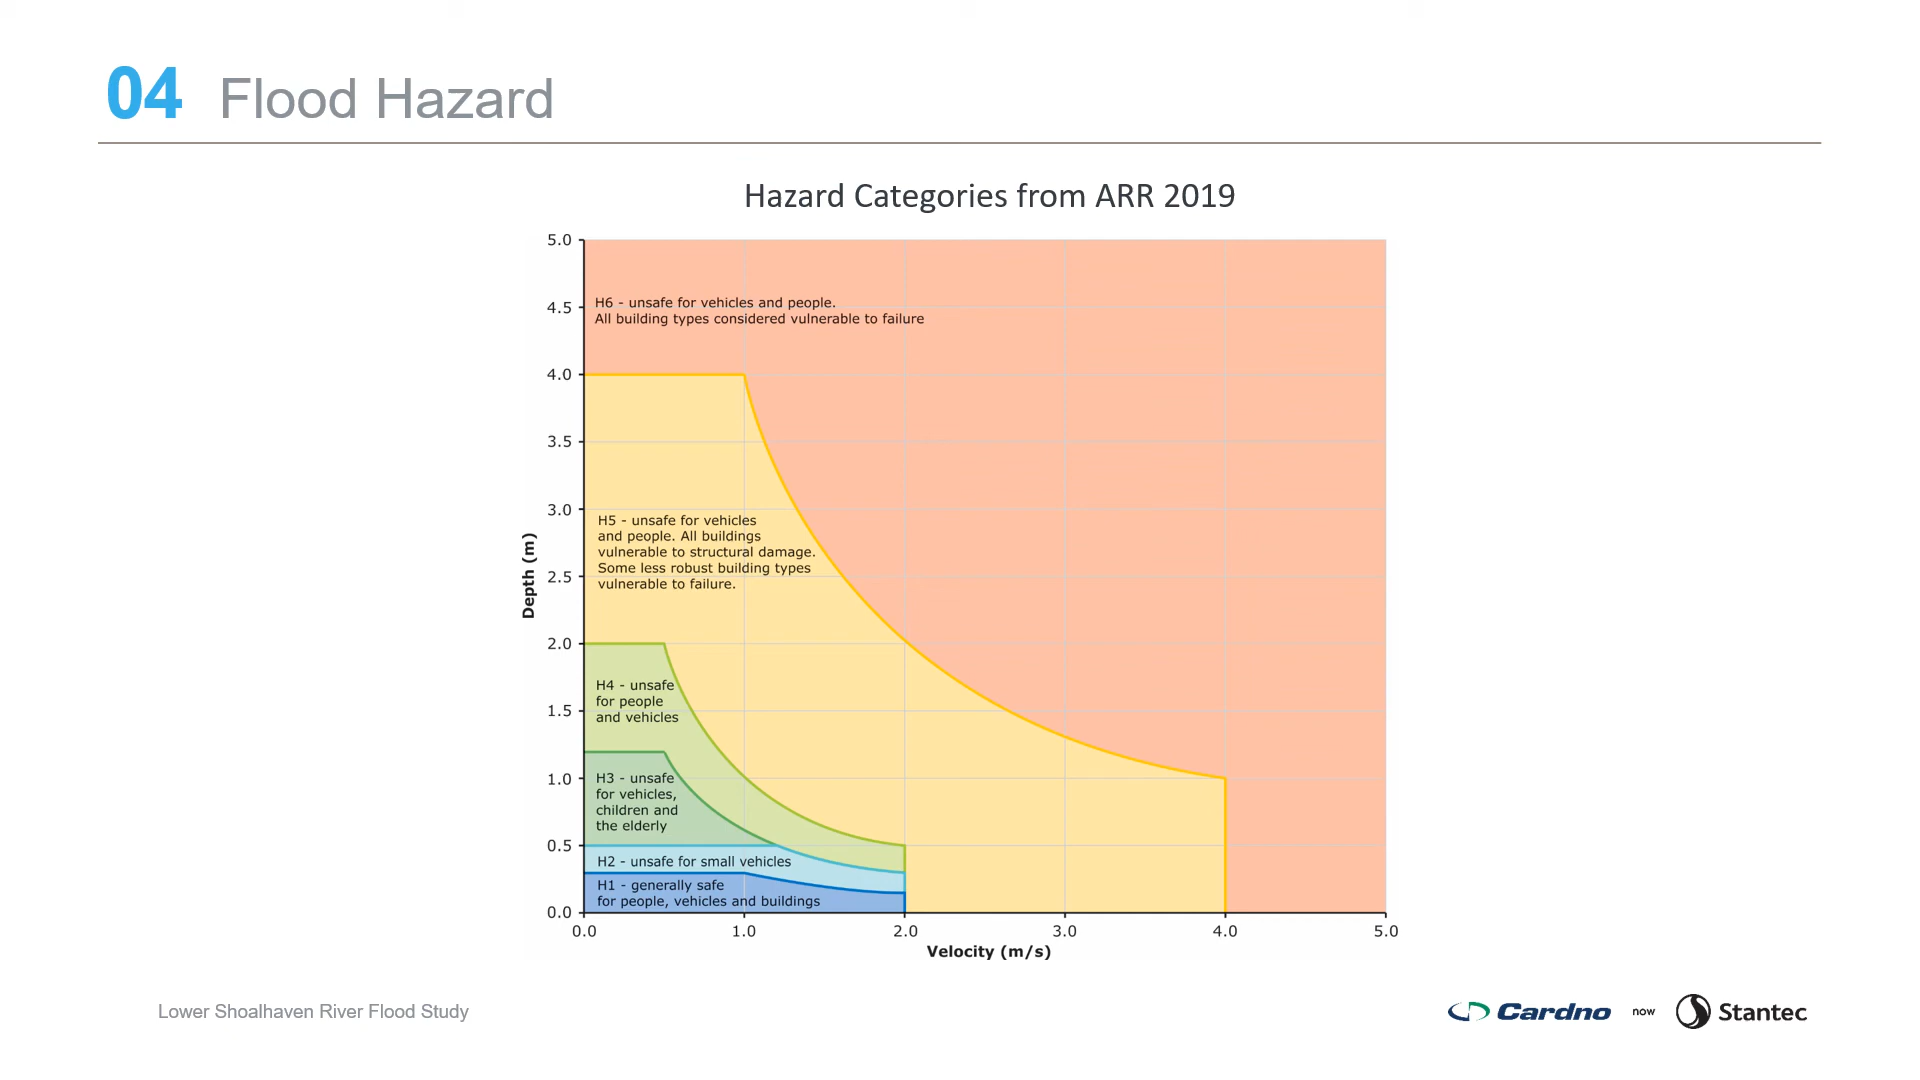 04 Flood Hazard
Hazard Categories from ARR 2019
5.0
4.5
4.0
3.5
3.0
2.5
2.0
1.5
1.0
0.5
0.0
Depth (m)
H6 - unsafe for vehicles and people.
All building types considered vulnerable to failure
H5 - unsafe for vehicles
and people. All buildings
vulnerable to structural damage.
Some less robust building types
vulnerable to failure.
H4 - unsafe
for people
and vehicles
H3 - unsafe
for vehicles,
children and
the elderly
H2 - unsafe for small vehicles
H1 - generally safe
for people, vehicles and buildings
0.0 1.0 2.0 3.0 4.0 5.0
Velocity (m/s)
Lower Shoalhaven River Flood Study
Cardno now Stantec